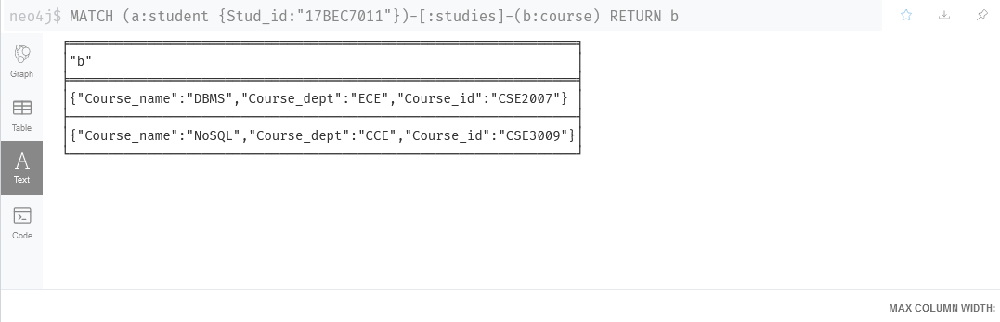 neo4j$ MATCH (a:student {Stud_id:"17BEC7011"})-[:studies]-(b:course) RETURN b
Graph
Table
Text
Code
"b"
{"Course_name":"DBMS","Course_dept":"ECE","Course_id":"CSE2007"}
{"Course_name":"NoSQL","Course_dept":"CCE","Course_id":"CSE3009"}
MAX COLUMN WIDTH: